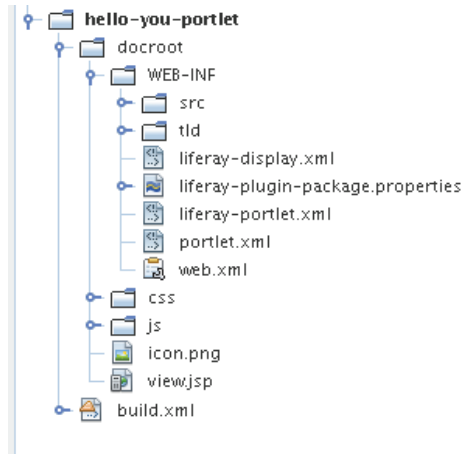 hello-you-portlet
docroot
WEB-INF
src
tld
liferay-display.xml
liferay-plugin-package.properties
liferay-portlet.xml
portlet.xml
web.xml
css
js
icon.png
view.jsp
build.xml